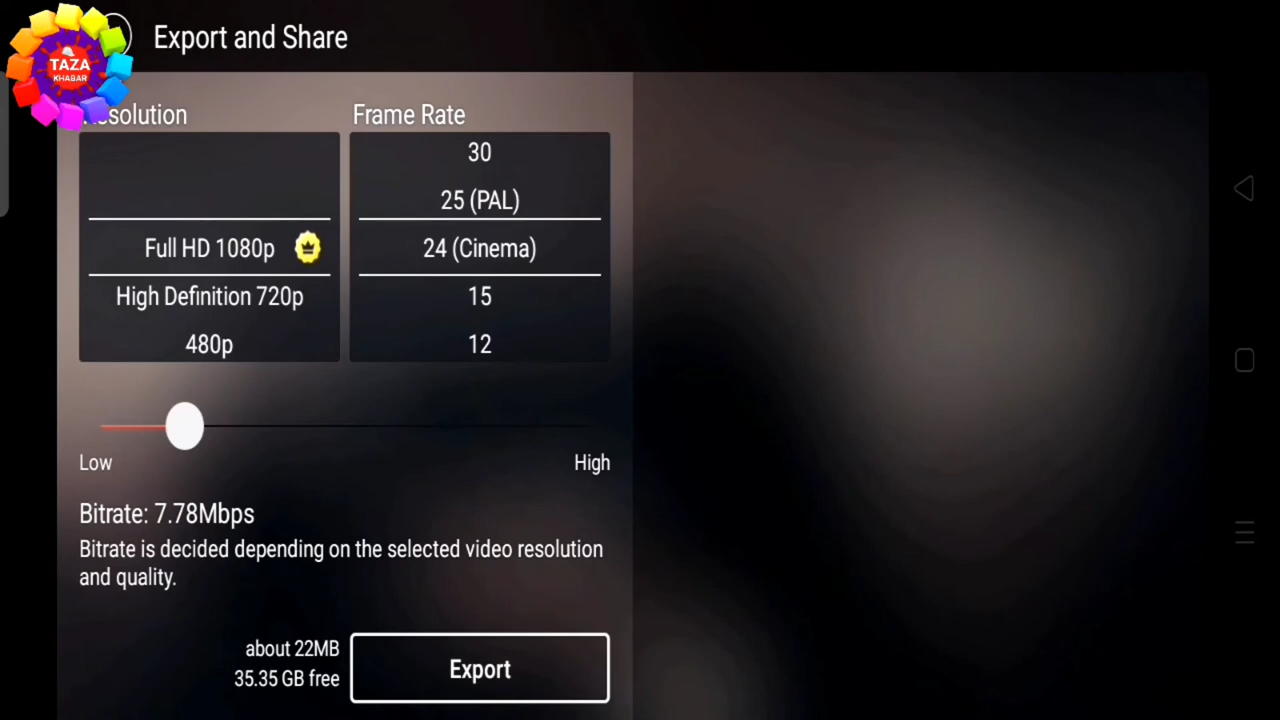 TAZA
KHABAR
Export and Share
esolution
Frame Rate
30
25 (PAL)
Full HD 1080p
24 (Cinema)
High Definition 720p
15
480p
12
Low
High
Bitrate: 7.78Mbps
Bitrate is decided depending on the selected video resolution
and quality.
about 22MB
35.35 GB free
Export